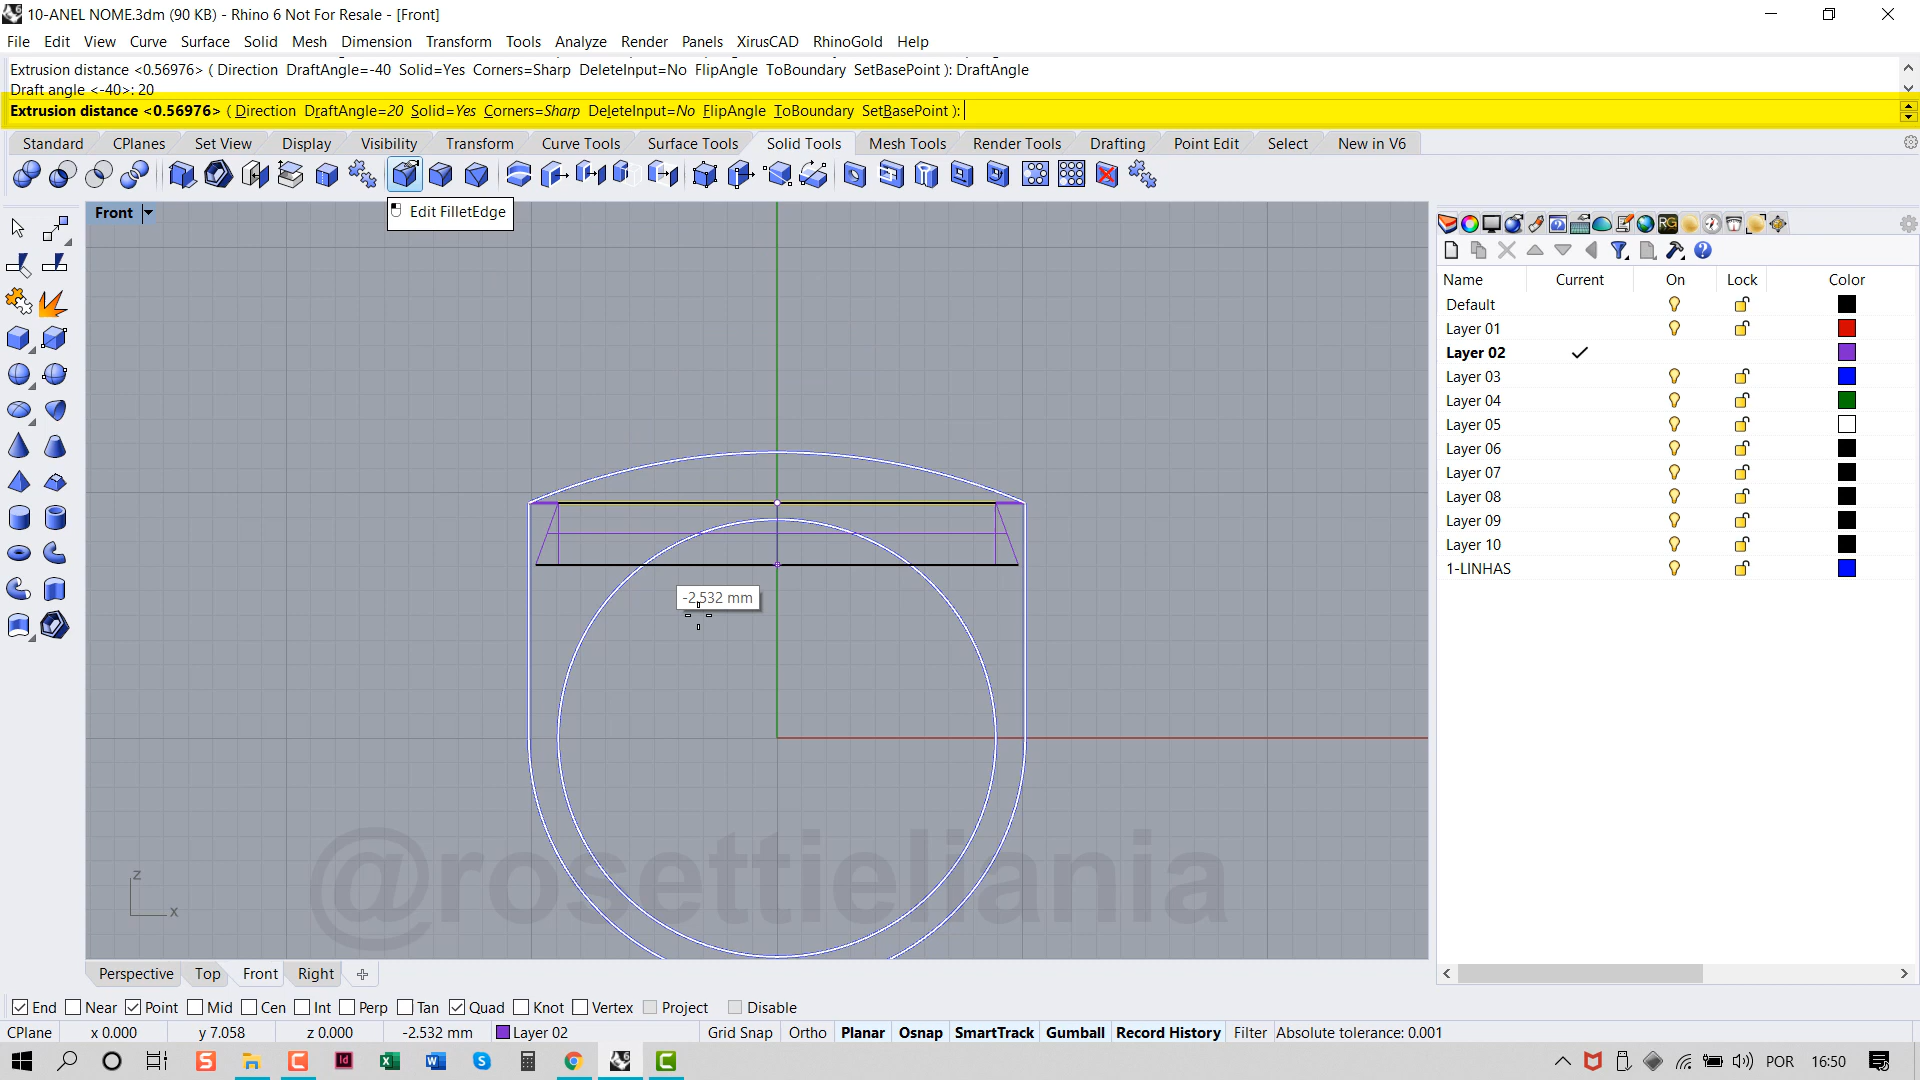 10-ANEL NOME.3dm (90 KB) - Rhino 6 Not For Resale - [Front]
File Edit View Curve Surface Solid Mesh Dimension Transform Tools Analyze Render Panels XirusCAD RhinoGold Help
Extrusion distance <0.56976> ( Direction DraftAngle=-40 Solid=Yes Corners=Sharp DeleteInput=No FlipAngle ToBoundary SetBasePoint ): DraftAngle
Draft angle <-40>: 20
Extrusion distance <0.56976> ( Direction DraftAngle=20 Solid=Yes Corners=Sharp DeleteInput=No FlipAngle ToBoundary SetBasePoint ):
Standard CPlanes Set View Display Visibility Transform Curve Tools Surface Tools Solid Tools Mesh Tools Render Tools Drafting Point Edit Select New in V6
Edit FilletEdge
Front
Name Current On Lock Color
Default
Layer 01
Layer 02
Layer 03
Layer 04
Layer 05
Layer 06
Layer 07
Layer 08
Layer 09
Layer 10
1-LINHAS
-2.532 mm
z
x
@rosettieliania
Perspective Top Front Right
End Near Point Mid Cen Int Perp Tan Quad Knot Vertex Project Disable
CPlane x 0.000 y 7.058 z 0.000 -2.532 mm Layer 02 Grid Snap Ortho Planar Osnap SmartTrack Gumball Record History Filter Absolute tolerance: 0.001
POR 16:50